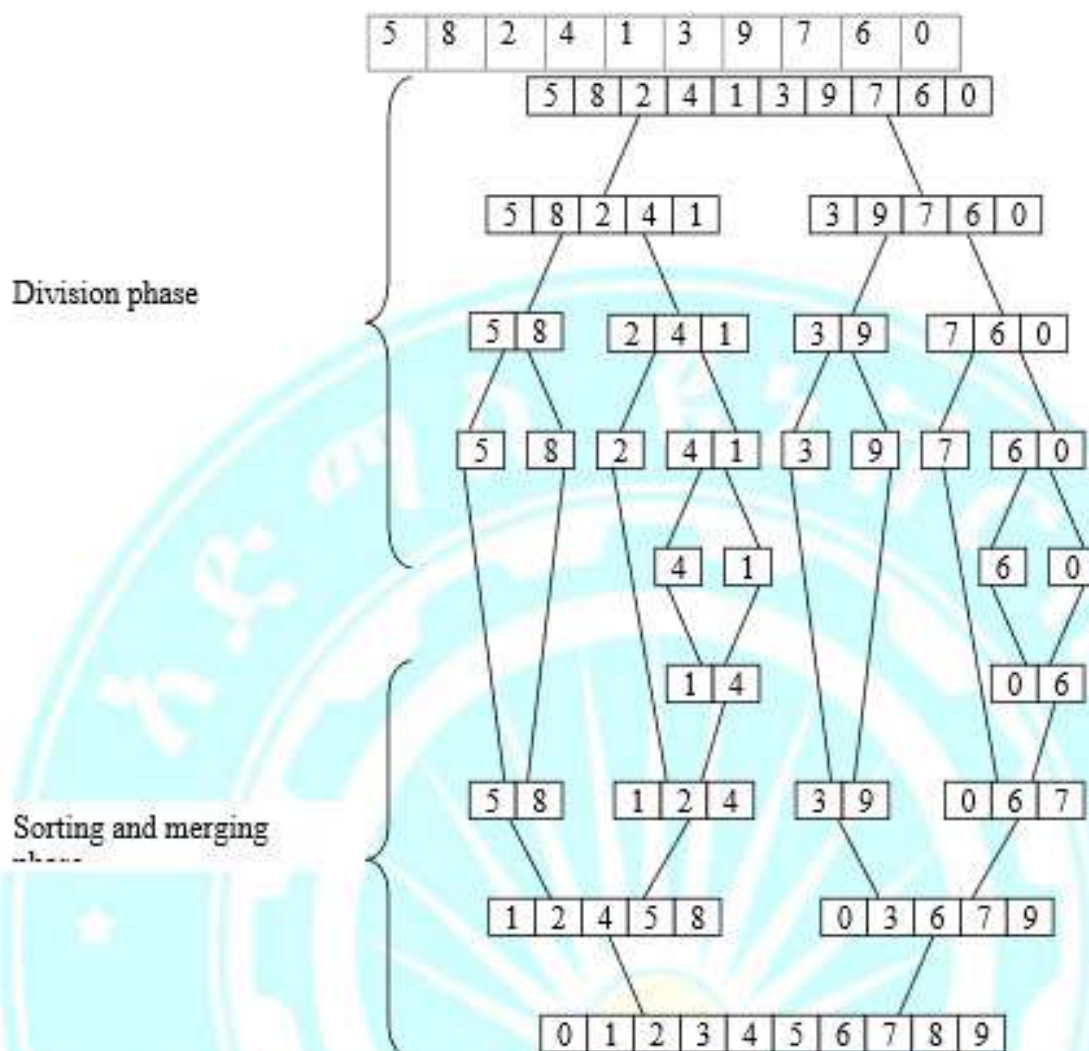 5 8 2 4 1 3 9 7 6 0
5 8 2 4 1 3 9 7 6 0
5 8 2 4 1 3 9 7 6 0
Division phase
5 8 2 4 1 3 9 7 6 0
5 8 2 4 1 3 9 7 6 0
4 1 6 0
1 4 0 6
5 8 1 2 4 3 9 0 6 7
Sorting and merging
1 2 4 5 8 0 3 6 7 9
0 1 2 3 4 5 6 7 8 9